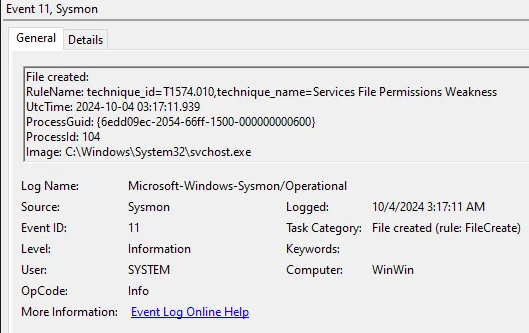 Event 11, Sysmon
General Details
File created:
RuleName: technique_id=T1574.010,technique_name=Services File Permissions Weakness
UtcTime: 2024-10-04 03:17:11.939
ProcessGuid: {6edd09ec-2054-66ff-1500-000000000600}
ProcessId: 104
Image: C:\Windows\System32\svchost.exe
Log Name: Microsoft-Windows-Sysmon/Operational
Source: Sysmon Logged: 10/4/2024 3:17:11 AM
Event ID: 11 Task Category: File created (rule: FileCreate)
Level: Information Keywords:
User: SYSTEM Computer: WinWin
OpCode: Info
More Information: Event Log Online Help